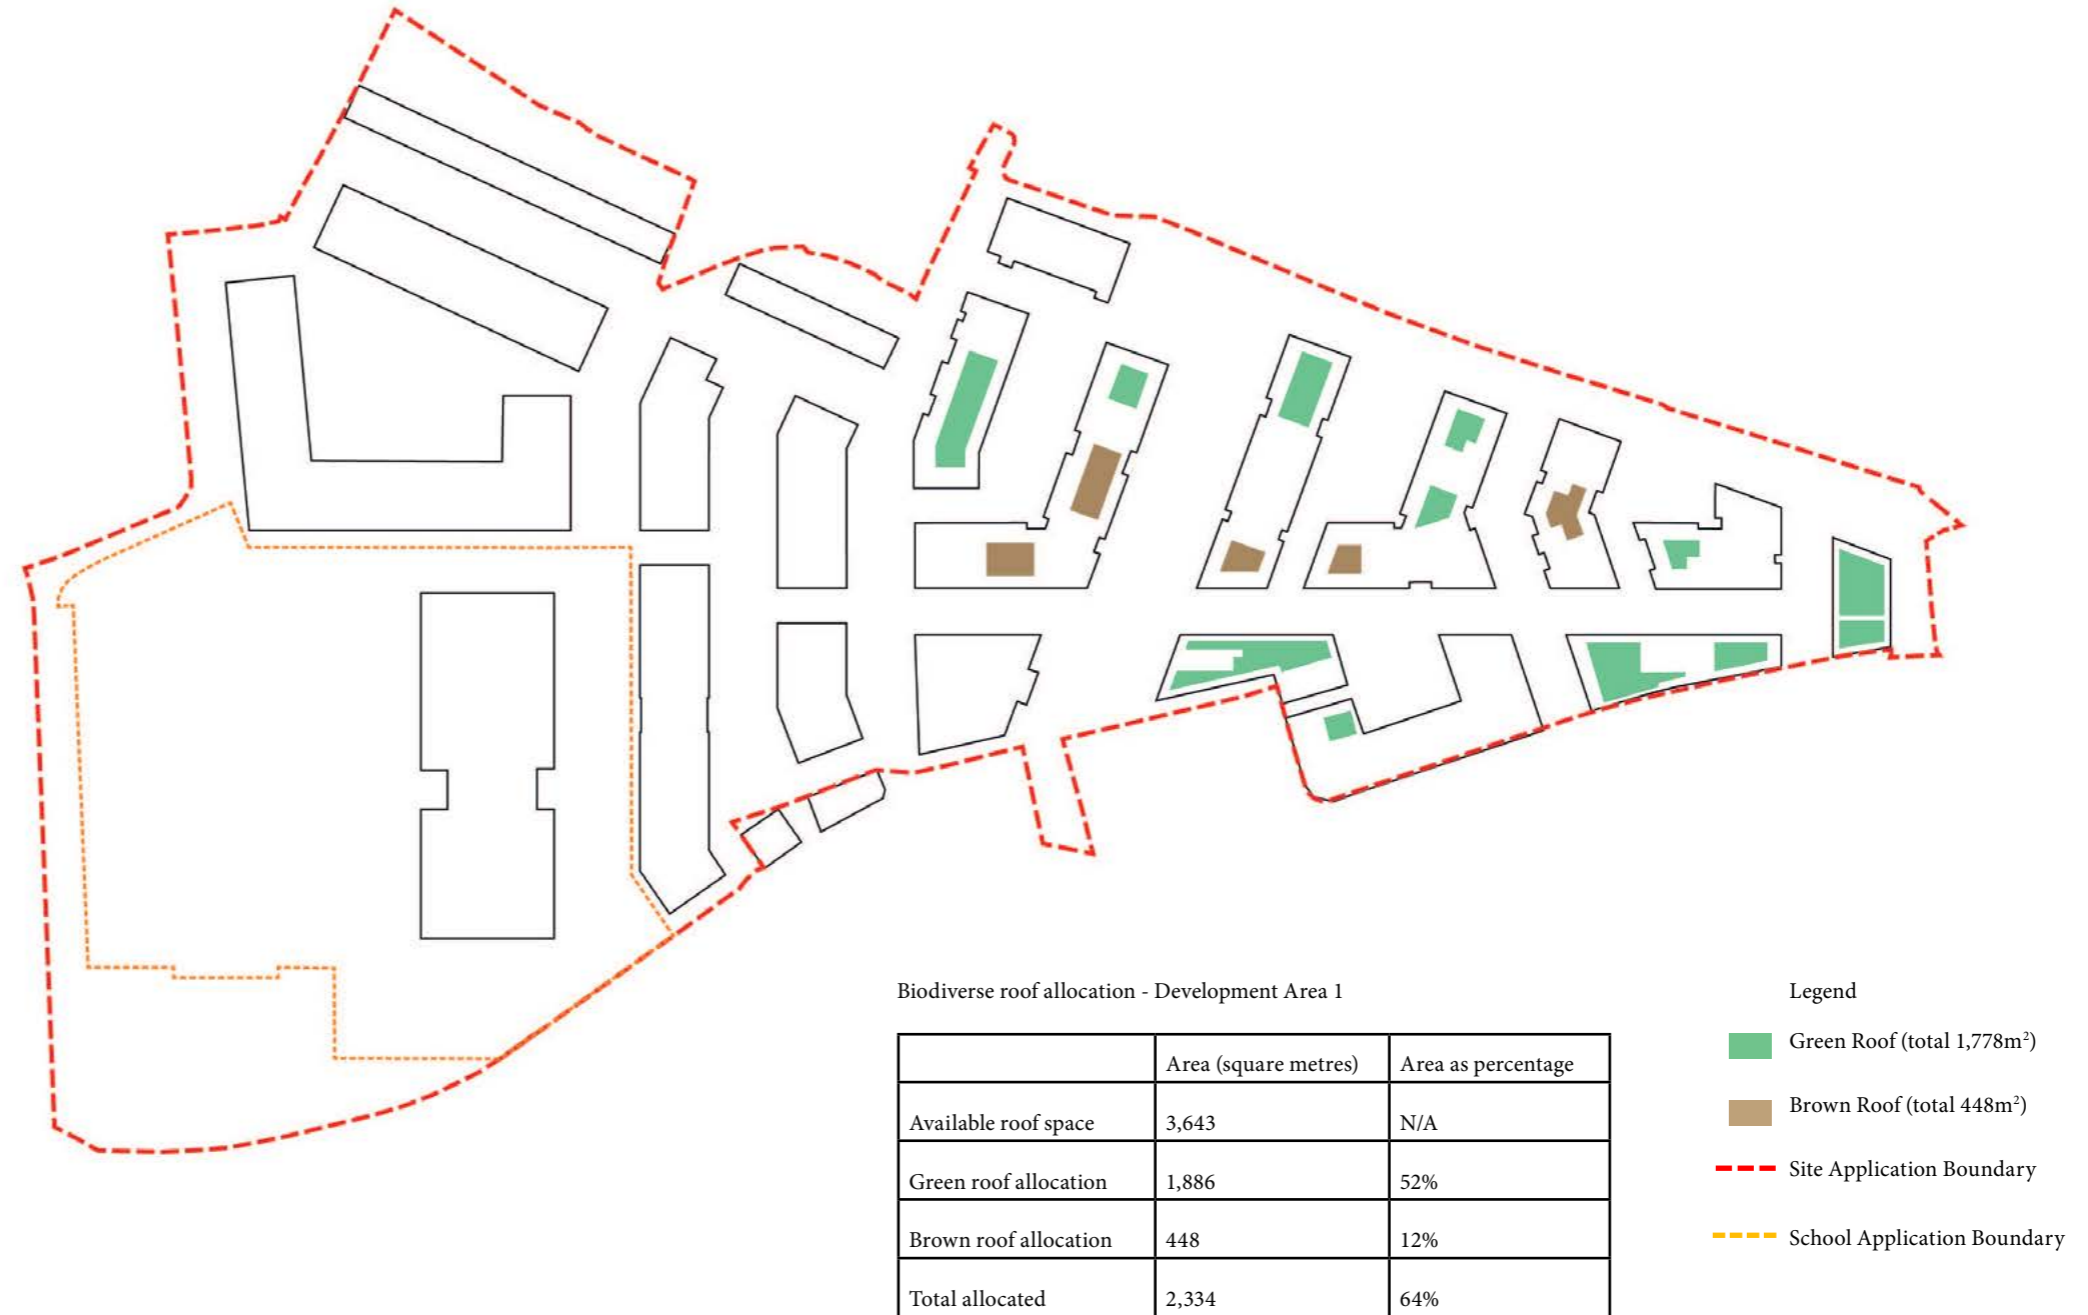 Biodiverse roof allocation - Development Area 1
Area (square metres) Area as percentage
Available roof space 3,643 N/A
Green roof allocation 1,886 52%
Brown roof allocation 448 12%
Total allocated 2,334 64%
Legend
Green Roof (total 1,778m²)
Brown Roof (total 448m²)
Site Application Boundary
School Application Boundary